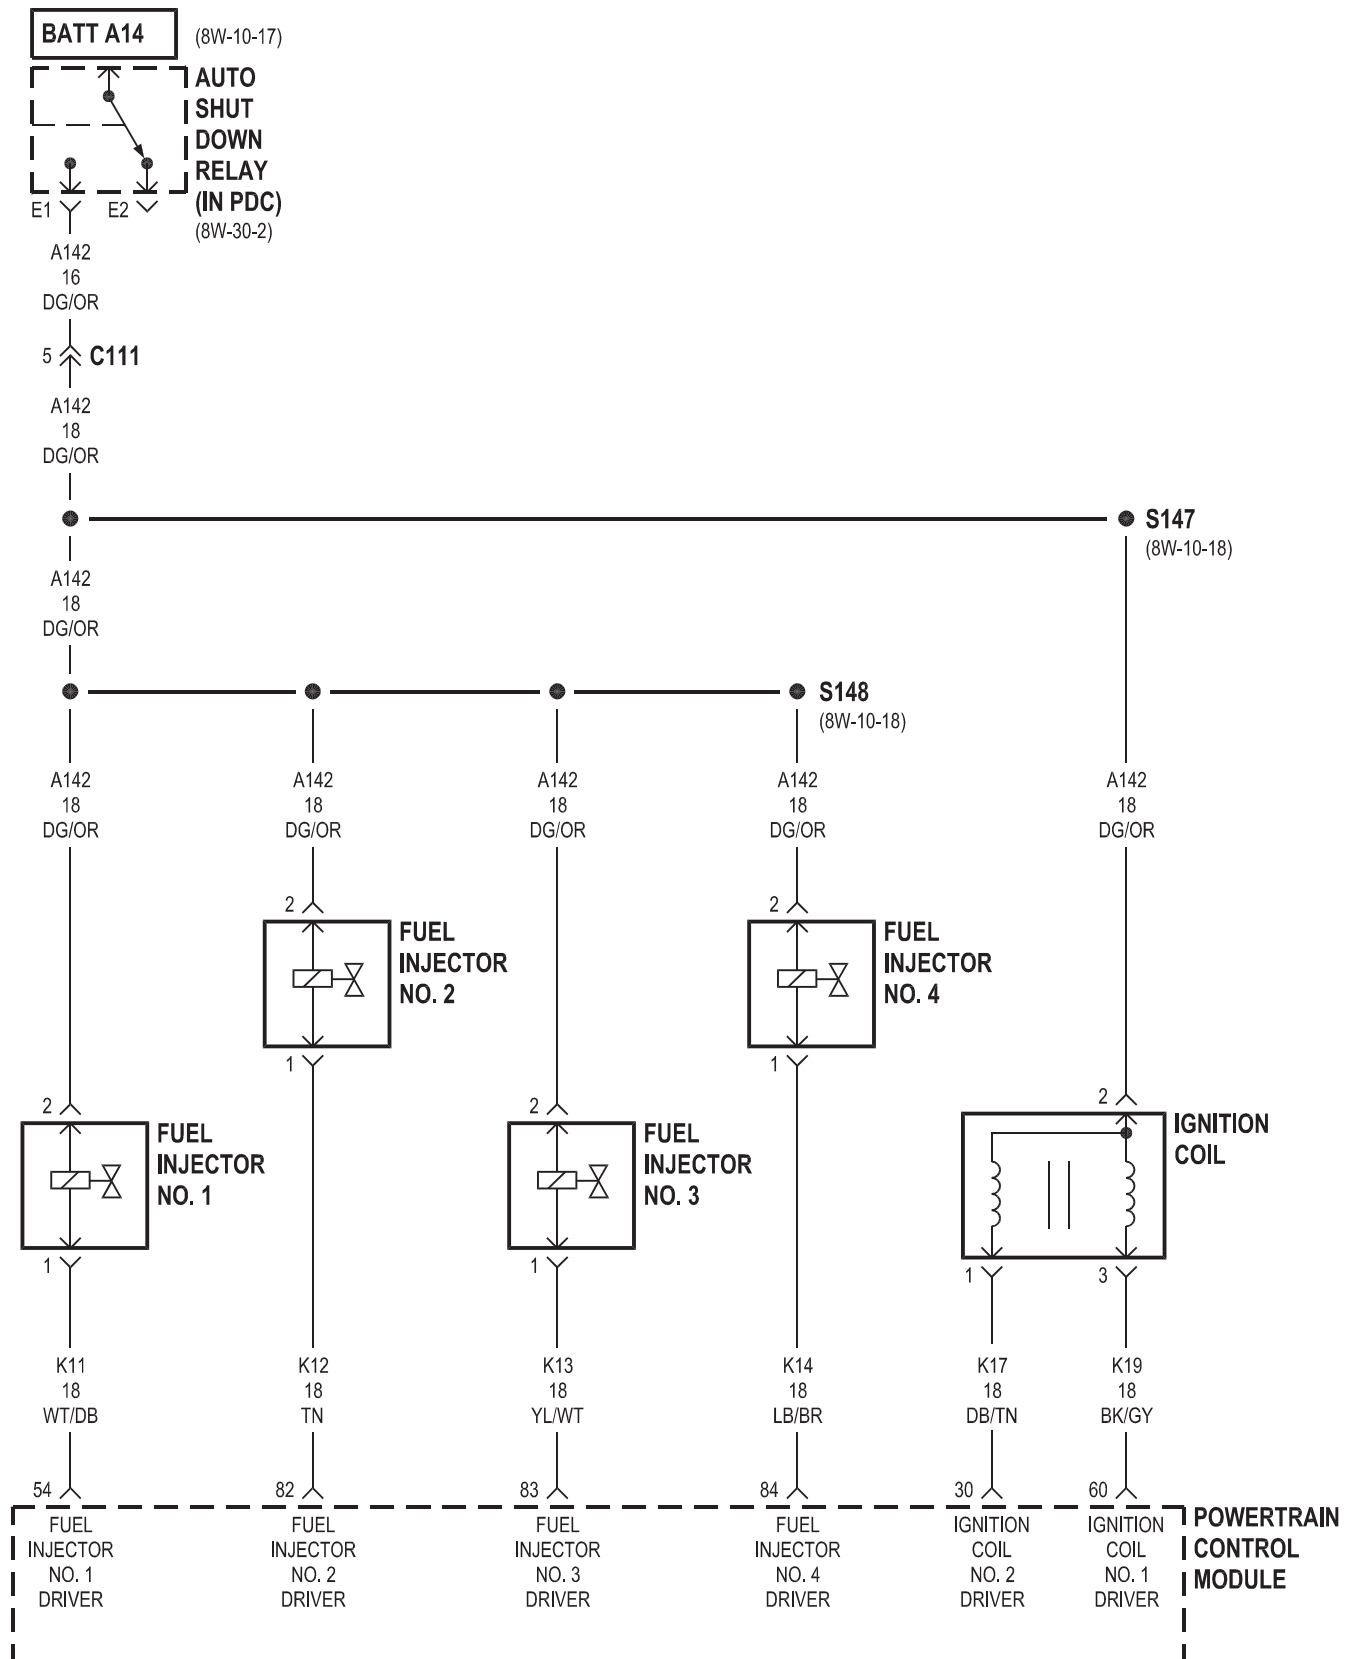 BATT A14
(8W-10-17)
AUTO
SHUT
DOWN
RELAY
(IN PDC)
(8W-30-2)
E1
E2
A142
16
DG/OR
5
C111
A142
18
DG/OR
S147
(8W-10-18)
A142
18
DG/OR
S148
(8W-10-18)
A142
18
DG/OR
A142
18
DG/OR
A142
18
DG/OR
A142
18
DG/OR
A142
18
DG/OR
2
FUEL
INJECTOR
NO. 2
1
2
FUEL
INJECTOR
NO. 4
1
2
FUEL
INJECTOR
NO. 1
1
2
FUEL
INJECTOR
NO. 3
1
2
IGNITION
COIL
1
3
K11
18
WT/DB
K12
18
TN
K13
18
YL/WT
K14
18
LB/BR
K17
18
DB/TN
K19
18
BK/GY
54
82
83
84
30
60
FUEL
INJECTOR
NO. 1
DRIVER
FUEL
INJECTOR
NO. 2
DRIVER
FUEL
INJECTOR
NO. 3
DRIVER
FUEL
INJECTOR
NO. 4
DRIVER
IGNITION
COIL
NO. 2
DRIVER
IGNITION
COIL
NO. 1
DRIVER
POWERTRAIN
CONTROL
MODULE